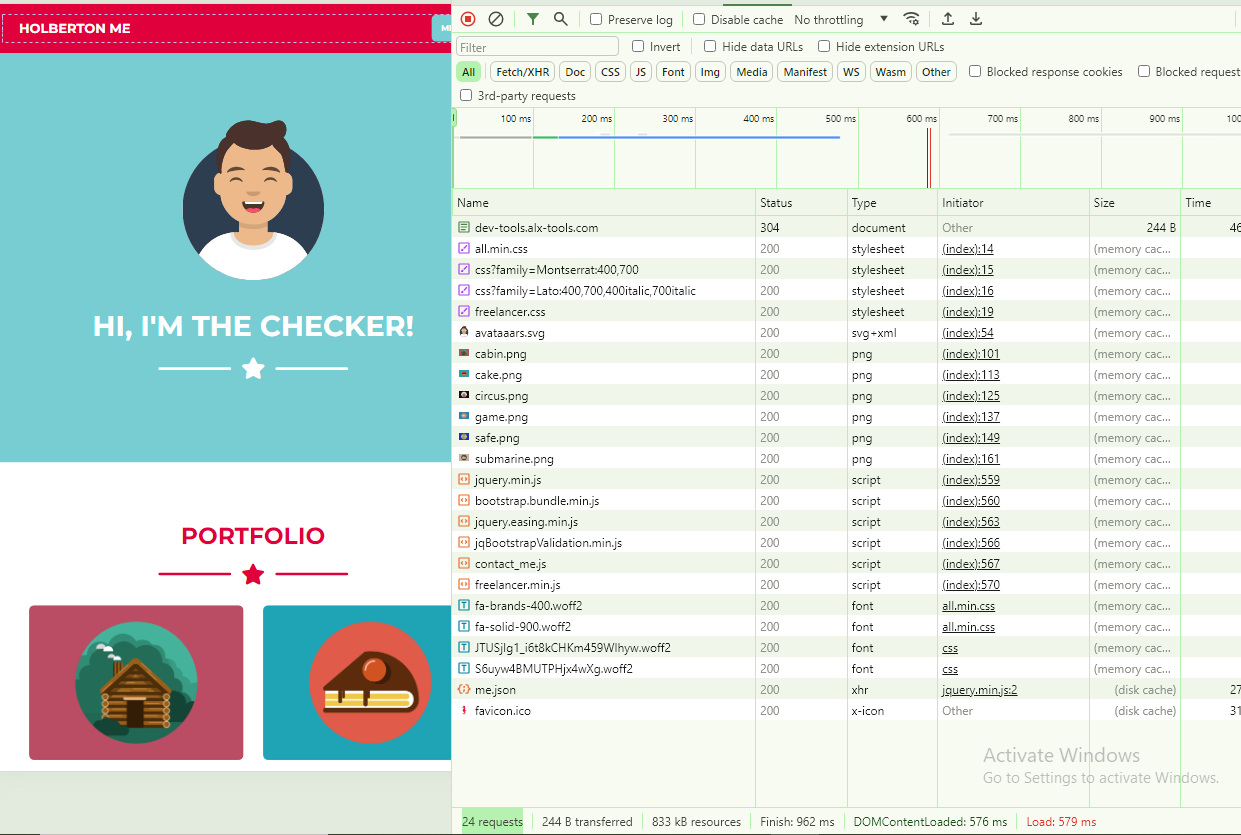 HOLBERTON ME
HI, I'M THE CHECKER!
PORTFOLIO
Preserve log Disable cache No throttling
Filter Invert Hide data URLs Hide extension URLs
All Fetch/XHR Doc CSS JS Font Img Media Manifest WS Wasm Other Blocked response cookies Blocked request
3rd-party requests
100 ms 200 ms 300 ms 400 ms 500 ms 600 ms 700 ms 800 ms 900 ms 100
Name Status Type Initiator Size Time
dev-tools.alx-tools.com 304 document Other 244 B 46
all.min.css 200 stylesheet (index):14 (memory cac...
css?family=Montserrat:400,700 200 stylesheet (index):15 (memory cac...
css?family=Lato:400,700,400italic,700italic 200 stylesheet (index):16 (memory cac...
freelancer.css 200 stylesheet (index):19 (memory cac...
avataaars.svg 200 svg+xml (index):54 (memory cac...
cabin.png 200 png (index):101 (memory cac...
cake.png 200 png (index):113 (memory cac...
circus.png 200 png (index):125 (memory cac...
game.png 200 png (index):137 (memory cac...
safe.png 200 png (index):149 (memory cac...
submarine.png 200 png (index):161 (memory cac...
jquery.min.js 200 script (index):559 (memory cac...
bootstrap.bundle.min.js 200 script (index):560 (memory cac...
jquery.easing.min.js 200 script (index):563 (memory cac...
jqBootstrapValidation.min.js 200 script (index):566 (memory cac...
contact_me.js 200 script (index):567 (memory cac...
freelancer.min.js 200 script (index):570 (memory cac...
fa-brands-400.woff2 200 font all.min.css (memory cac...
fa-solid-900.woff2 200 font all.min.css (memory cac...
JTUSjIg1_i6t8kCHKm459Wlhyw.woff2 200 font css (memory cac...
S6uyw4BMUTPHjx4wXg.woff2 200 font css (memory cac...
me.json 200 xhr jquery.min.js:2 (disk cache) 27
favicon.ico 200 x-icon Other (disk cache) 31
Activate Windows
Go to Settings to activate Windows.
24 requests 244 B transferred 833 kB resources Finish: 962 ms DOMContentLoaded: 576 ms Load: 579 ms